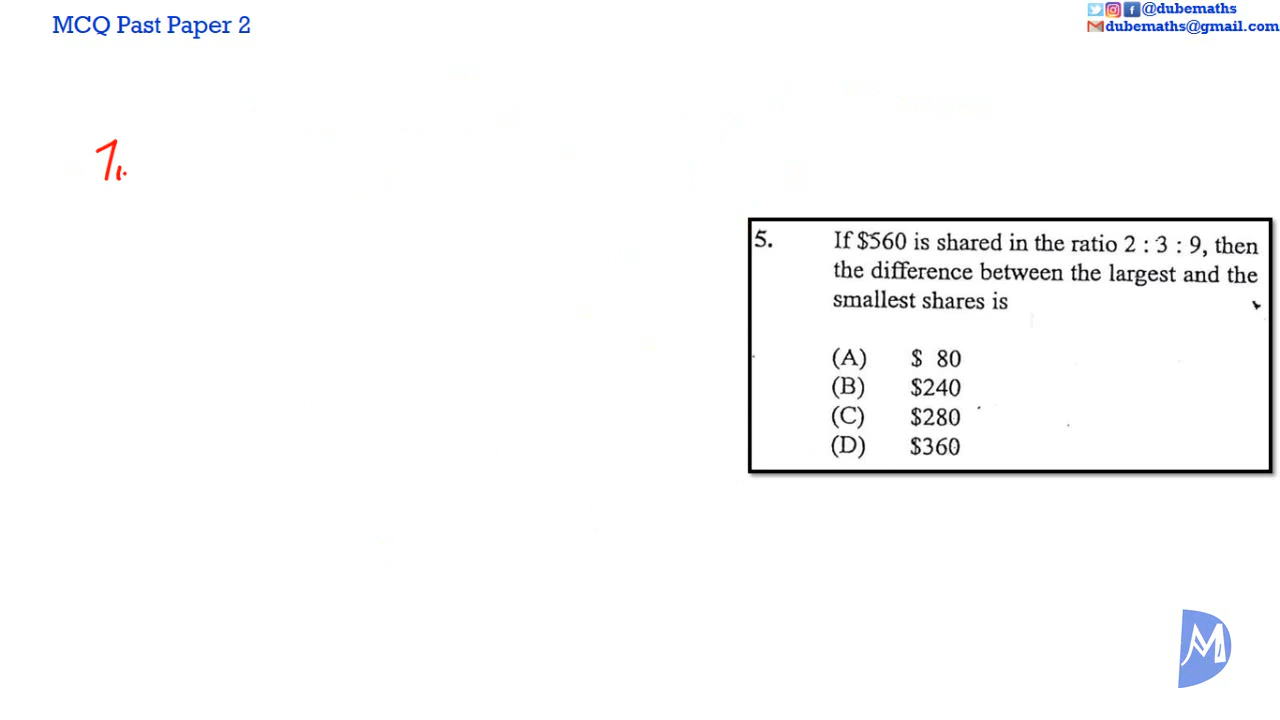 MCQ Past Paper 2
@dubemaths
dubemaths@gmail.com
5. If $560 is shared in the ratio 2 : 3 : 9, then
the difference between the largest and the
smallest shares is
(A) $ 80
(B) $240
(C) $280
(D) $360
M